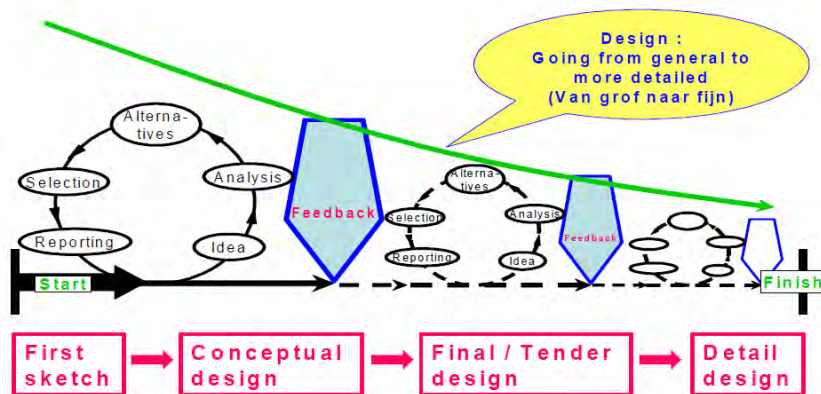 Design :
Going from general to
more detailed
(Van grof naar fijn)
Alterna-
tives
Selection
Analysis
Reporting
Idea
Feedback
Alterna-
tives
Selection
Analysis
Reporting
Idea
Feedback
Start
Finish
First
sketch
Conceptual
design
Final / Tender
design
Detail
design